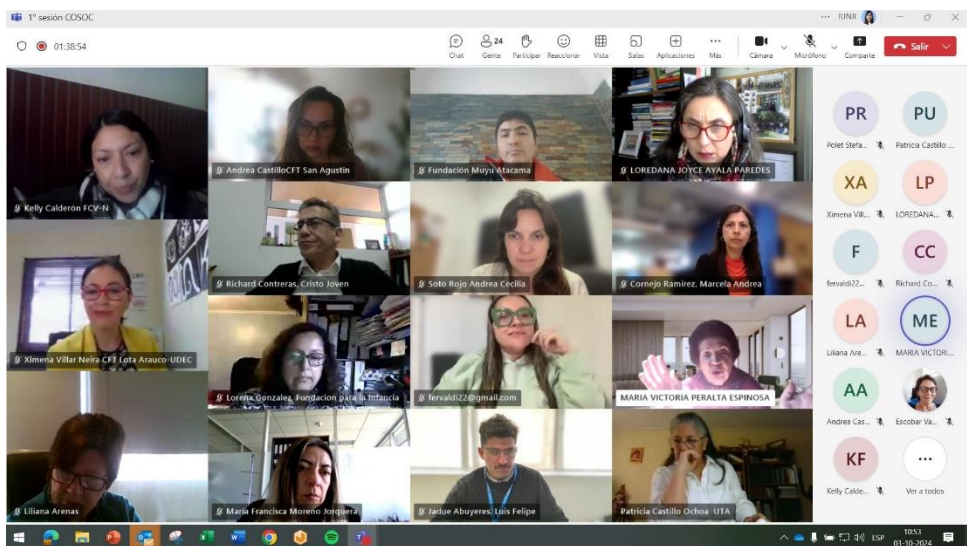 1° sesión COSOC
JUNJI
01:38:54
Chat
24
Gente
Participar
Reaccionar
Vista
Salas
Aplicaciones
Más
Cámara
Micrófono
Comparte
Salir
Kelly Calderón FCV-N
Andrea CastilloCFT San Agustin
Fundación Muyu Atacama
LOREDANA JOYCE AYALA PAREDES
Ximena Villar Neira CFT Lota Arauco-UDEC
Richard Contreras, Cristo Joven
Soto Rojo Andrea Cecilia
Cornejo Ramirez, Marcela Andrea
Lorena Gonzalez, Fundacion para la Infancia
fervaldi22@gmail.com
MARIA VICTORIA PERALTA ESPINOSA
Liliana Arenas
María Francisca Moreno Jorquera
Jadue Abuyeres, Luis Felipe
Patricia Castillo Ochoa UTA
PR
Polet Stefa...
PU
Patricia Castillo ...
XA
Ximena Vill...
LP
LOREDANA...
F
fervaldi22...
CC
Richard Co...
LA
Liliana Are...
ME
MARIA VICTORI...
AA
Andrea Cas...
Escobar Va...
KF
Kelly Calde...
Ver a todos
ESP
10:53
03-10-2024